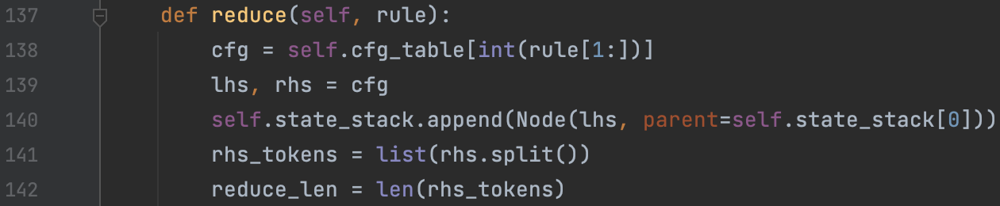 137 def reduce(self, rule):
138 cfg = self.cfg_table[int(rule[1:])]
139 lhs, rhs = cfg
140 self.state_stack.append(Node(lhs, parent=self.state_stack[0]))
141 rhs_tokens = list(rhs.split())
142 reduce_len = len(rhs_tokens)